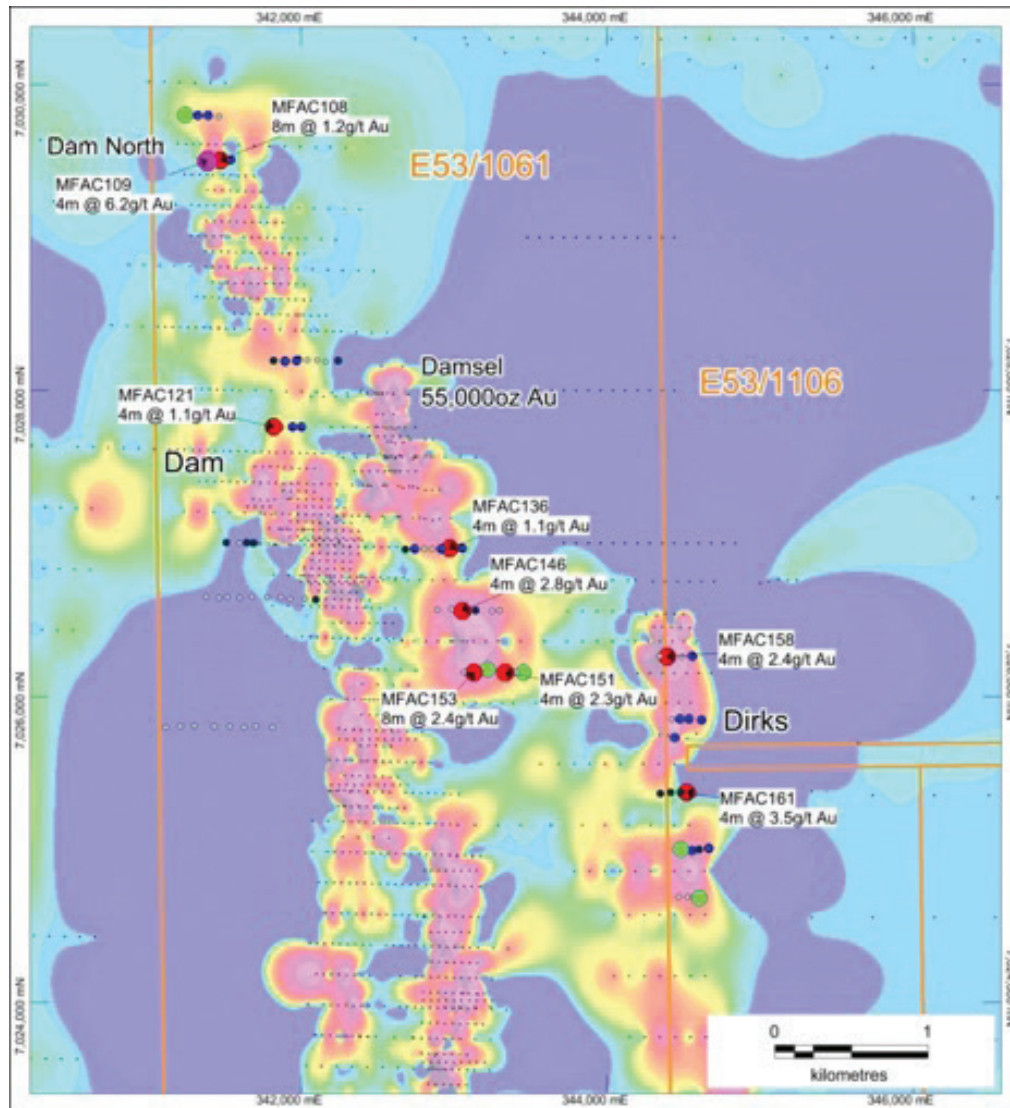 342,000 mE
344,000 mE
346,000 mE
7,030,000 mN
MFAC108
8m @ 1.2g/t Au
Dam North
E53/1061
MFAC109
4m @ 6.2g/t Au
Damsel
55,000oz Au
E53/1106
7,028,000 mN
MFAC121
4m @ 1.1g/t Au
Dam
MFAC136
4m @ 1.1g/t Au
MFAC146
4m @ 2.8g/t Au
MFAC158
4m @ 2.4g/t Au
MFAC151
4m @ 2.3g/t Au
MFAC153
8m @ 2.4g/t Au
7,026,000 mN
Dirks
MFAC161
4m @ 3.5g/t Au
7,024,000 mN
0
1
kilometres
342,000 mE
344,000 mE
346,000 mE